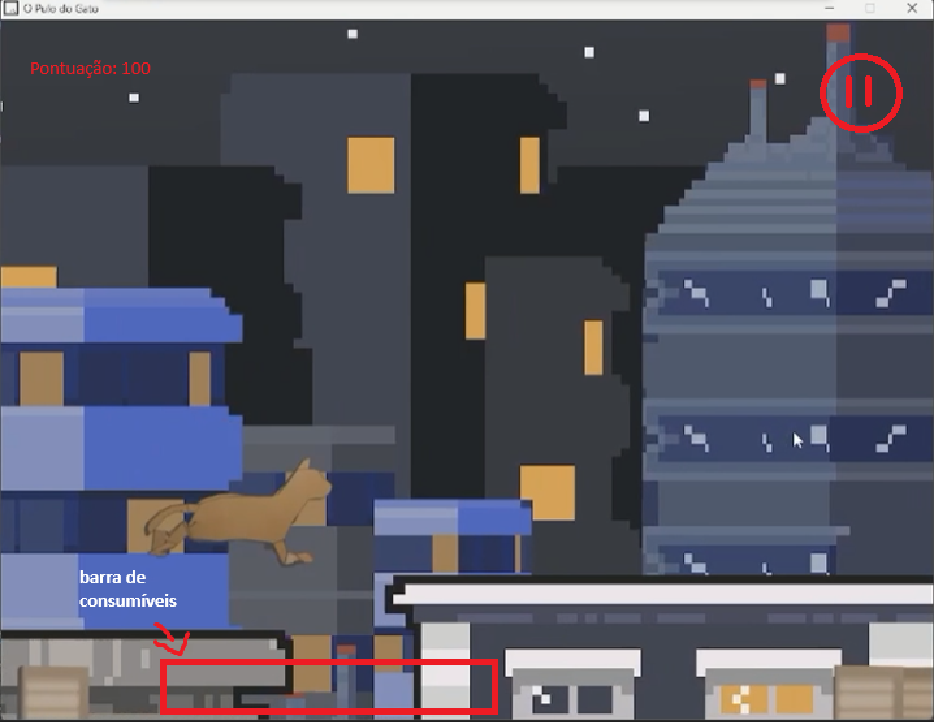 O Pulo do Gato
Pontuação: 100
barra de
consumíveis